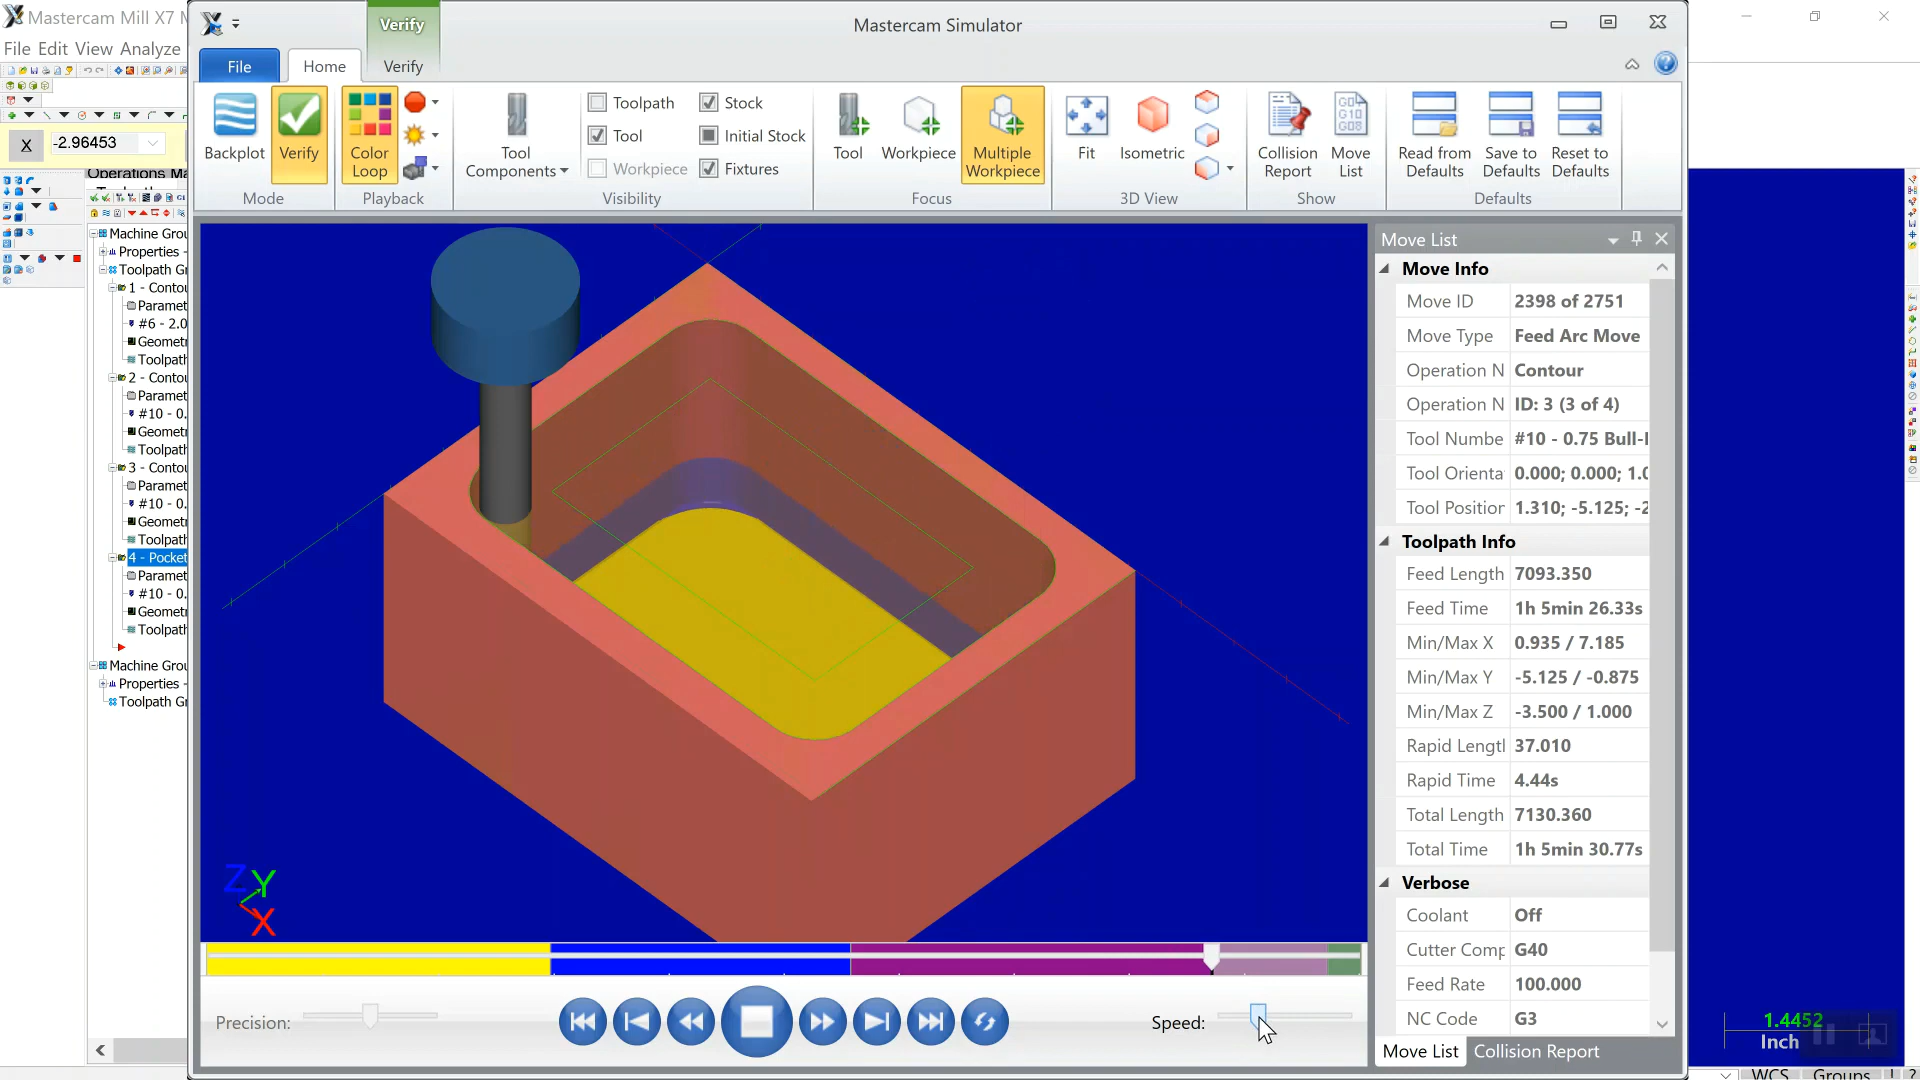 Mastercam Mill X7
File Edit View Analyze
X
-2.96453
Operations Ma
Machine Grou
Properties -
Toolpath Gr
1 - Contou
Paramet
#6 - 2.0
Geometr
Toolpath
2 - Contou
Paramet
#10 - 0.
Geometr
Toolpath
3 - Contou
Paramet
#10 - 0.
Geometr
Toolpath
4 - Pocket
Paramet
#10 - 0.
Geometr
Toolpath
Machine Grou
Properties -
Toolpath Gr
Verify
Mastercam Simulator
File
Home
Verify
Backplot
Verify
Mode
Color Loop
Playback
Tool Components
Toolpath
Tool
Workpiece
Stock
Initial Stock
Fixtures
Visibility
Tool
Workpiece
Multiple Workpiece
Focus
Fit
Isometric
3D View
Collision Report
Move List
Show
Read from Defaults
Save to Defaults
Reset to Defaults
Defaults
Z Y
X
Move List
Move Info
Move ID 2398 of 2751
Move Type Feed Arc Move
Operation N Contour
Operation N ID: 3 (3 of 4)
Tool Numbe #10 - 0.75 Bull-
Tool Orienta 0.000; 0.000; 1.0
Tool Position 1.310; -5.125; -2
Toolpath Info
Feed Length 7093.350
Feed Time 1h 5min 26.33s
Min/Max X 0.935 / 7.185
Min/Max Y -5.125 / -0.875
Min/Max Z -3.500 / 1.000
Rapid Lengtl 37.010
Rapid Time 4.44s
Total Length 7130.360
Total Time 1h 5min 30.77s
Verbose
Coolant Off
Cutter Comp G40
Feed Rate 100.000
NC Code G3
Move List
Collision Report
Precision:
Speed:
1.4452
Inch
WCS
Groups